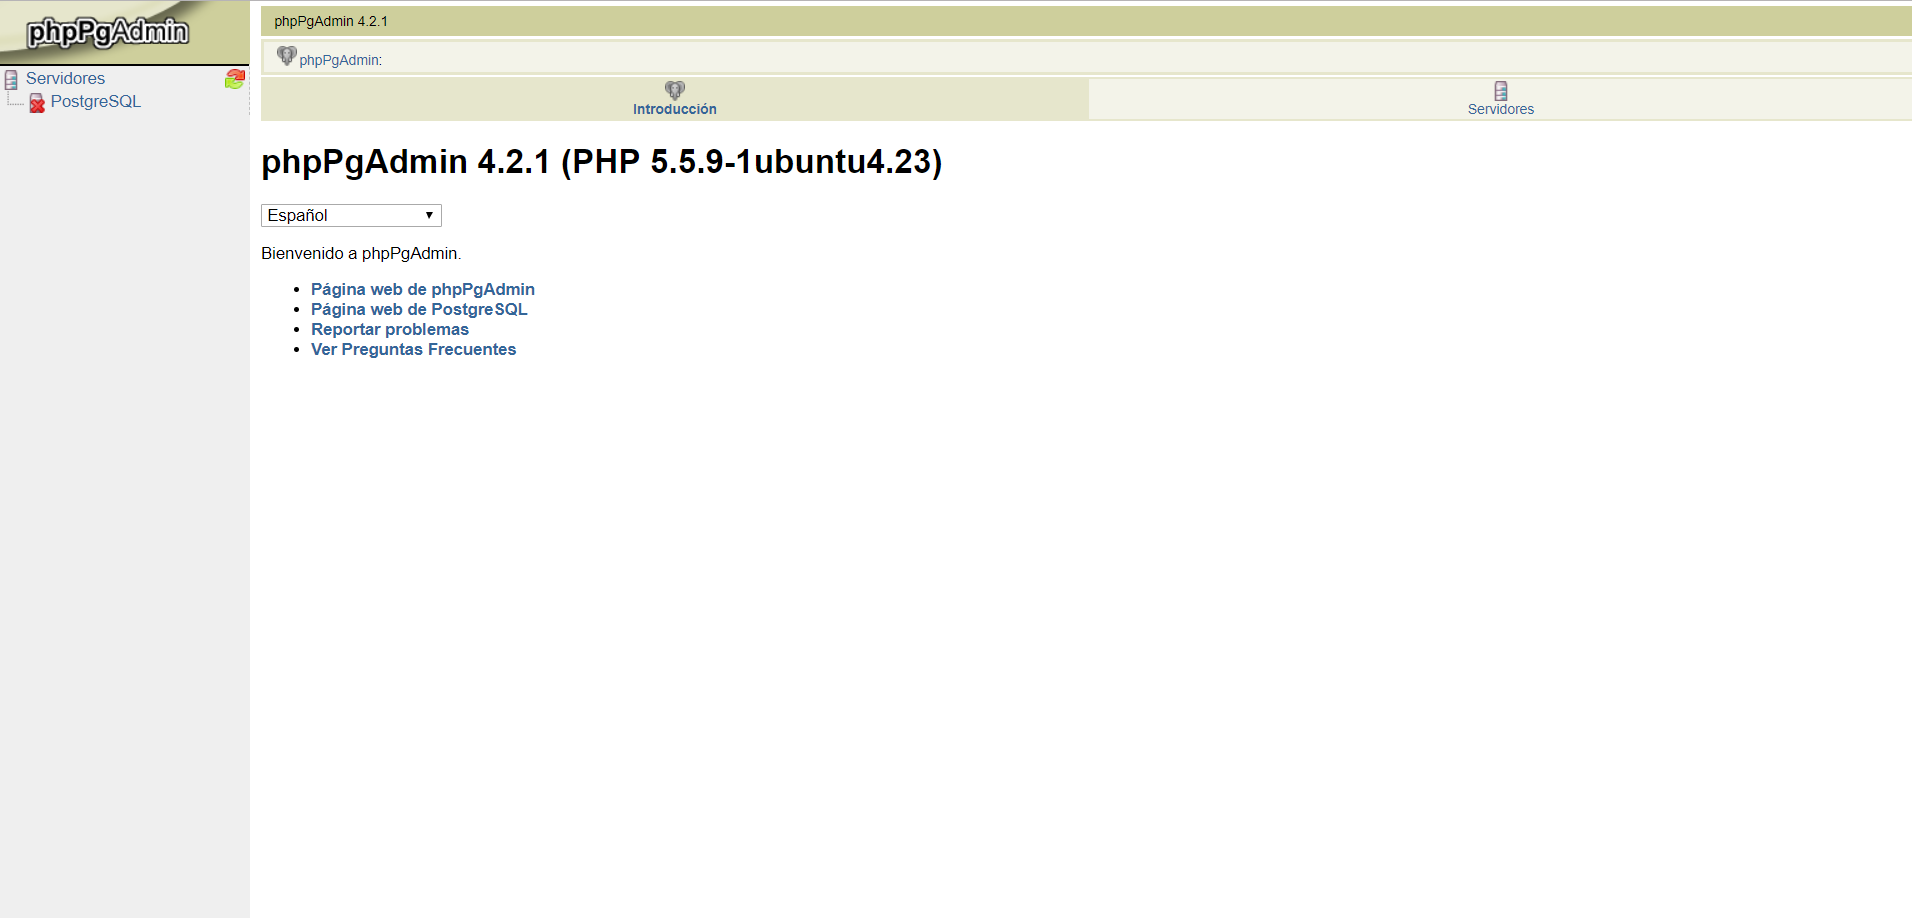 phpPgAdmin
Servidores
PostgreSQL
phpPgAdmin 4.2.1
phpPgAdmin:
Introducción
Servidores
phpPgAdmin 4.2.1 (PHP 5.5.9-1ubuntu4.23)
Español
Bienvenido a phpPgAdmin.
Página web de phpPgAdmin
Página web de PostgreSQL
Reportar problemas
Ver Preguntas Frecuentes